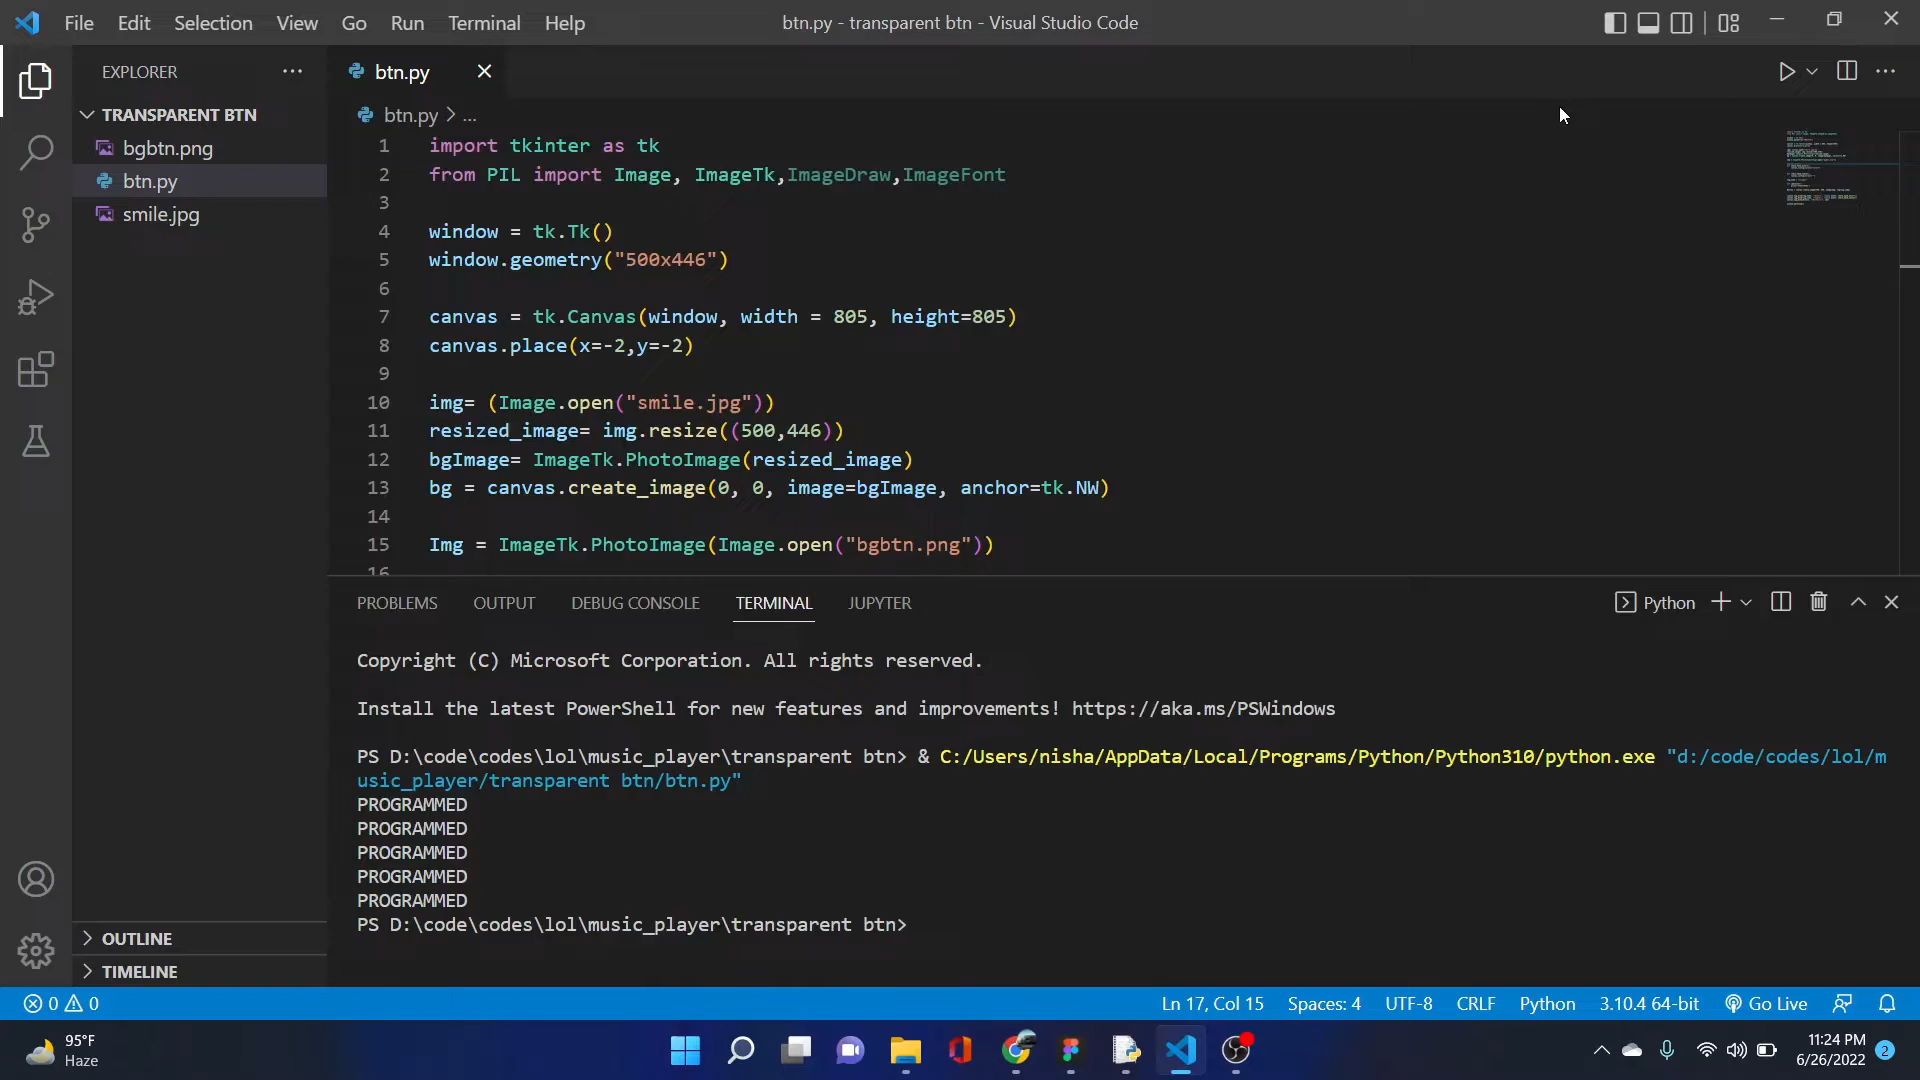 File Edit Selection View Go Run Terminal Help btn.py - transparent btn - Visual Studio Code
EXPLORER
TRANSPARENT BTN
bgbtn.png
btn.py
smile.jpg
OUTLINE
TIMELINE
btn.py
btn.py > ...
1 import tkinter as tk
2 from PIL import Image, ImageTk,ImageDraw,ImageFont
3
4 window = tk.Tk()
5 window.geometry("500x446")
6
7 canvas = tk.Canvas(window, width = 805, height=805)
8 canvas.place(x=-2,y=-2)
9
10 img= (Image.open("smile.jpg"))
11 resized_image= img.resize((500,446))
12 bgImage= ImageTk.PhotoImage(resized_image)
13 bg = canvas.create_image(0, 0, image=bgImage, anchor=tk.NW)
14
15 Img = ImageTk.PhotoImage(Image.open("bgbtn.png"))
16
PROBLEMS OUTPUT DEBUG CONSOLE TERMINAL JUPYTER Python
Copyright (C) Microsoft Corporation. All rights reserved.
Install the latest PowerShell for new features and improvements! https://aka.ms/PSWindows
PS D:\code\codes\lol\music_player\transparent btn> & C:/Users/nisha/AppData/Local/Programs/Python/Python310/python.exe "d:/code/codes/lol/m
usic_player/transparent btn/btn.py"
PROGRAMMED
PROGRAMMED
PROGRAMMED
PROGRAMMED
PROGRAMMED
PS D:\code\codes\lol\music_player\transparent btn>
0 0 Ln 17, Col 15 Spaces: 4 UTF-8 CRLF Python 3.10.4 64-bit Go Live
95°F
Haze
11:24 PM
6/26/2022 2